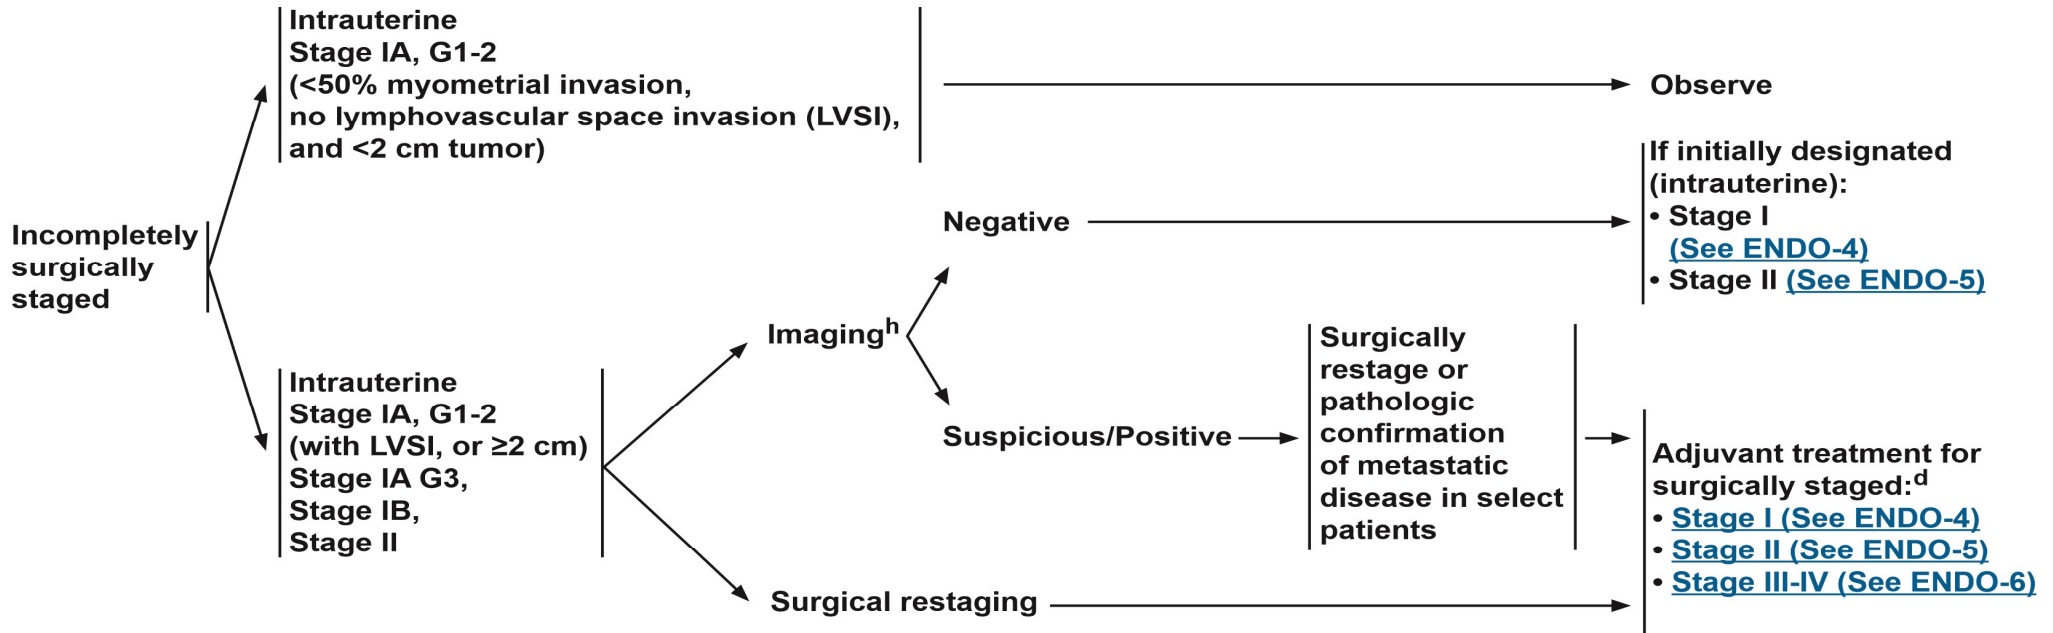 Incompletely
surgically
staged
Intrauterine
Stage IA, G1-2
(<50% myometrial invasion,
no lymphovascular space invasion (LVSI),
and <2 cm tumor)
Observe
Intrauterine
Stage IA, G1-2
(with LVSI, or ≥2 cm)
Stage IA G3,
Stage IB,
Stage II
Imagingʰ
Negative
If initially designated
(intrauterine):
• Stage I
(See ENDO-4)
• Stage II (See ENDO-5)
Suspicious/Positive
Surgically
restage or
pathologic
confirmation
of metastatic
disease in select
patients
Surgical restaging
Adjuvant treatment for
surgically staged:ᵈ
• Stage I (See ENDO-4)
• Stage II (See ENDO-5)
• Stage III-IV (See ENDO-6)